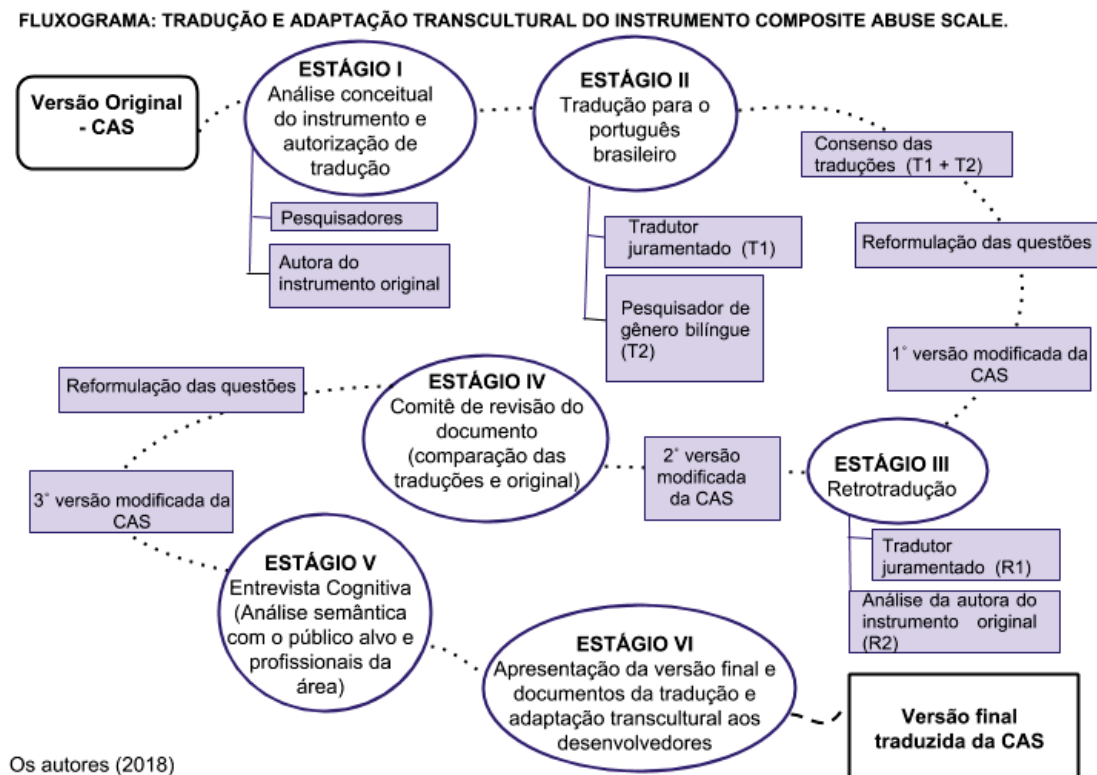 FLUXOGRAMA: TRADUÇÃO E ADAPTAÇÃO TRANSCULTURAL DO INSTRUMENTO COMPOSITE ABUSE SCALE.
Versão Original
- CAS
ESTÁGIO I
Análise conceitual
do instrumento e
autorização de
tradução
Pesquisadores
Autora do
instrumento original
ESTÁGIO II
Tradução para o
português
brasileiro
Tradutor
juramentado (T1)
Pesquisador de
gênero bilíngue
(T2)
Consenso das
traduções (T1 + T2)
Reformulação das questões
1˚ versão modificada da
CAS
ESTÁGIO III
Retrotradução
Tradutor
juramentado (R1)
Análise da autora do
instrumento original
(R2)
2˚ versão
modificada
da CAS
ESTÁGIO IV
Comitê de revisão do
documento
(comparação das
traduções e original)
Reformulação das questões
3˚ versão modificada da
CAS
ESTÁGIO V
Entrevista Cognitiva
(Análise semântica
com o público alvo e
profissionais da
área)
ESTÁGIO VI
Apresentação da versão final e
documentos da tradução e
adaptação transcultural aos
desenvolvedores
Versão final
traduzida da CAS
Os autores (2018)